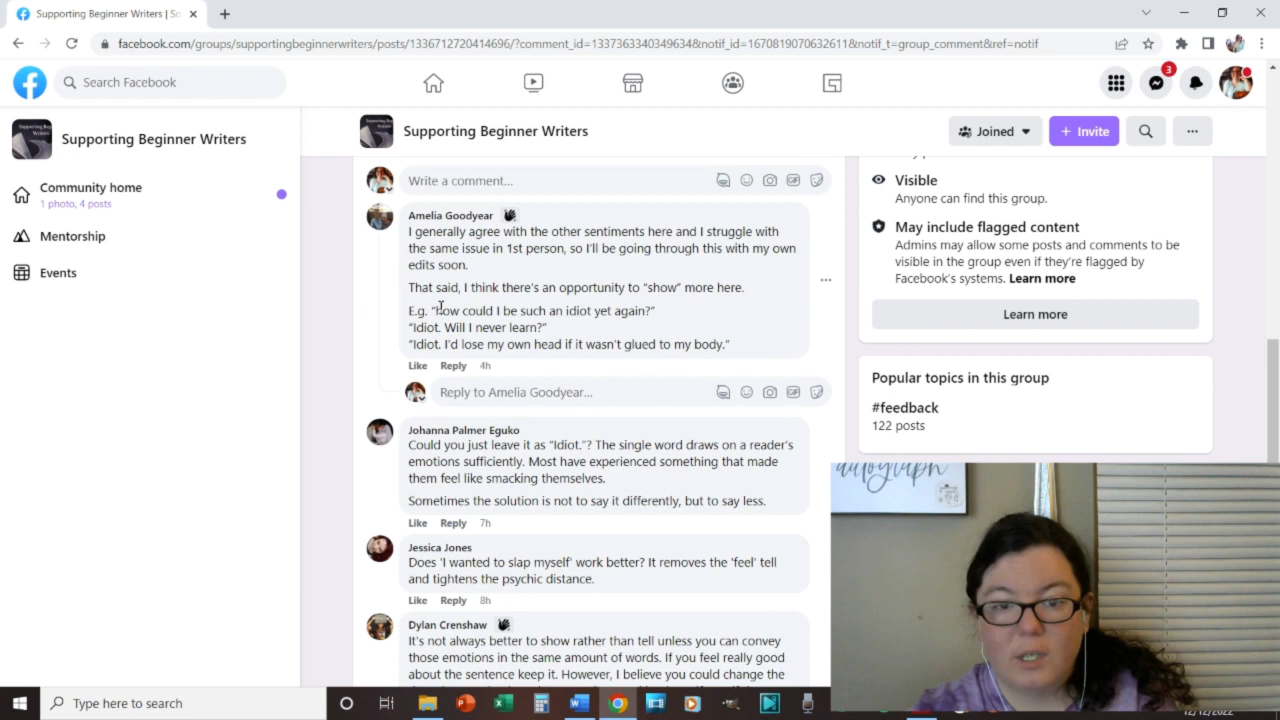 Supporting Beginner Writers | So
facebook.com/groups/supportingbeginnerwriters/posts/1336712720414696/?comment_id=1337363340349634&notif_id=1670819070632611&notif_t=group_comment&ref=notif
Search Facebook
3
Supporting Beginner Writers
Community home
1 photo, 4 posts
Mentorship
Events
Supporting Beginner Writers
Joined
+ Invite
Write a comment...
Amelia Goodyear
I generally agree with the other sentiments here and I struggle with
the same issue in 1st person, so I'll be going through this with my own
edits soon.
That said, I think there's an opportunity to “show” more here.
E.g. “How could I be such an idiot yet again?”
“Idiot. Will I never learn?”
“Idiot. I'd lose my own head if it wasn't glued to my body.”
Like Reply 4h
Reply to Amelia Goodyear...
Johanna Palmer Eguko
Could you just leave it as “Idiot.”? The single word draws on a reader's
emotions sufficiently. Most have experienced something that made
them feel like smacking themselves.
Sometimes the solution is not to say it differently, but to say less.
Like Reply 7h
Jessica Jones
Does 'I wanted to slap myself' work better? It removes the 'feel' tell
and tightens the psychic distance.
Like Reply 8h
Dylan Crenshaw
It's not always better to show rather than tell unless you can convey
those emotions in the same amount of words. If you feel really good
about the sentence keep it. However, I believe you could change the
Visible
Anyone can find this group.
May include flagged content
Admins may allow some posts and comments to
be visible in the group even if they're flagged by
Facebook's systems. Learn more
Learn more
Popular topics in this group
#feedback
122 posts
autograph
Type here to search
12/12/2022